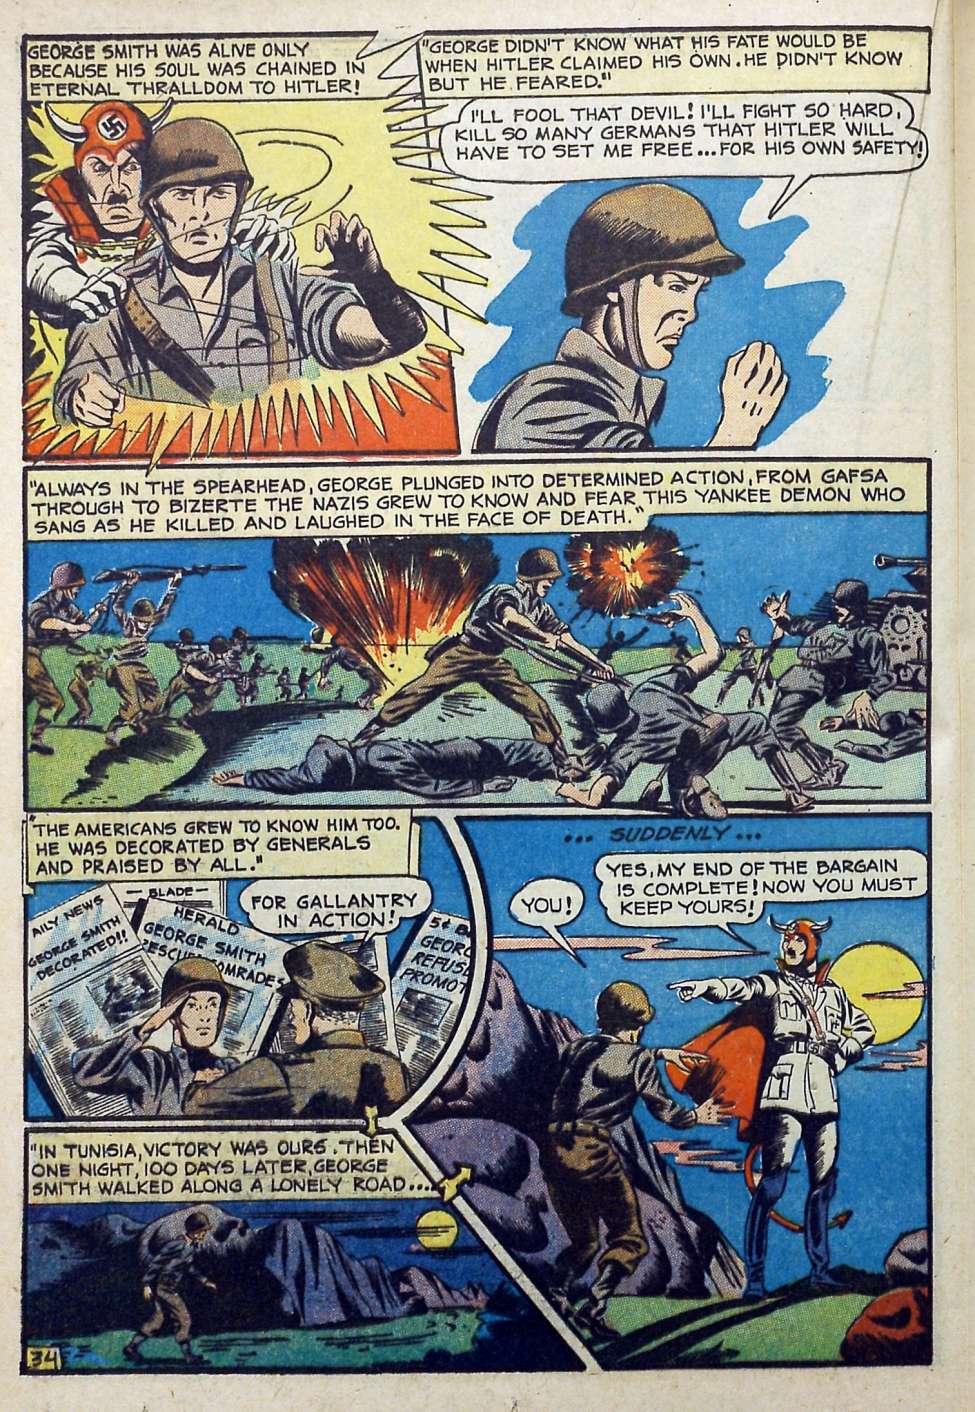 GEORGE SMITH WAS ALIVE ONLY
BECAUSE HIS SOUL WAS CHAINED IN
ETERNAL THRALLDOM TO HITLER!
"GEORGE DIDN'T KNOW WHAT HIS FATE WOULD BE
WHEN HITLER CLAIMED HIS OWN. HE DIDN'T KNOW
BUT HE FEARED."
I'LL FOOL THAT DEVIL! I'LL FIGHT SO HARD,
KILL SO MANY GERMANS THAT HITLER WILL
HAVE TO SET ME FREE... FOR HIS OWN SAFETY!
"ALWAYS IN THE SPEARHEAD, GEORGE PLUNGED INTO DETERMINED ACTION, FROM GAFSA
THROUGH TO BIZERTE THE NAZIS GREW TO KNOW AND FEAR THIS YANKEE DEMON WHO
SANG AS HE KILLED AND LAUGHED IN THE FACE OF DEATH."
"THE AMERICANS GREW TO KNOW HIM TOO.
HE WAS DECORATED BY GENERALS
AND PRAISED BY ALL."
FOR GALLANTRY
IN ACTION!
AILY NEWS
GEORGE SMITH
DECORATED!!
— BLADE —
HERALD
GEORGE SMITH
RESCU COMRADES
5¢ B
GEORG
REFUS
PROMOT
"IN TUNISIA, VICTORY WAS OURS. THEN
ONE NIGHT, 100 DAYS LATER, GEORGE
SMITH WALKED ALONG A LONELY ROAD....
... SUDDENLY ...
YOU!
YES, MY END OF THE BARGAIN
IS COMPLETE! NOW YOU MUST
KEEP YOURS!
34